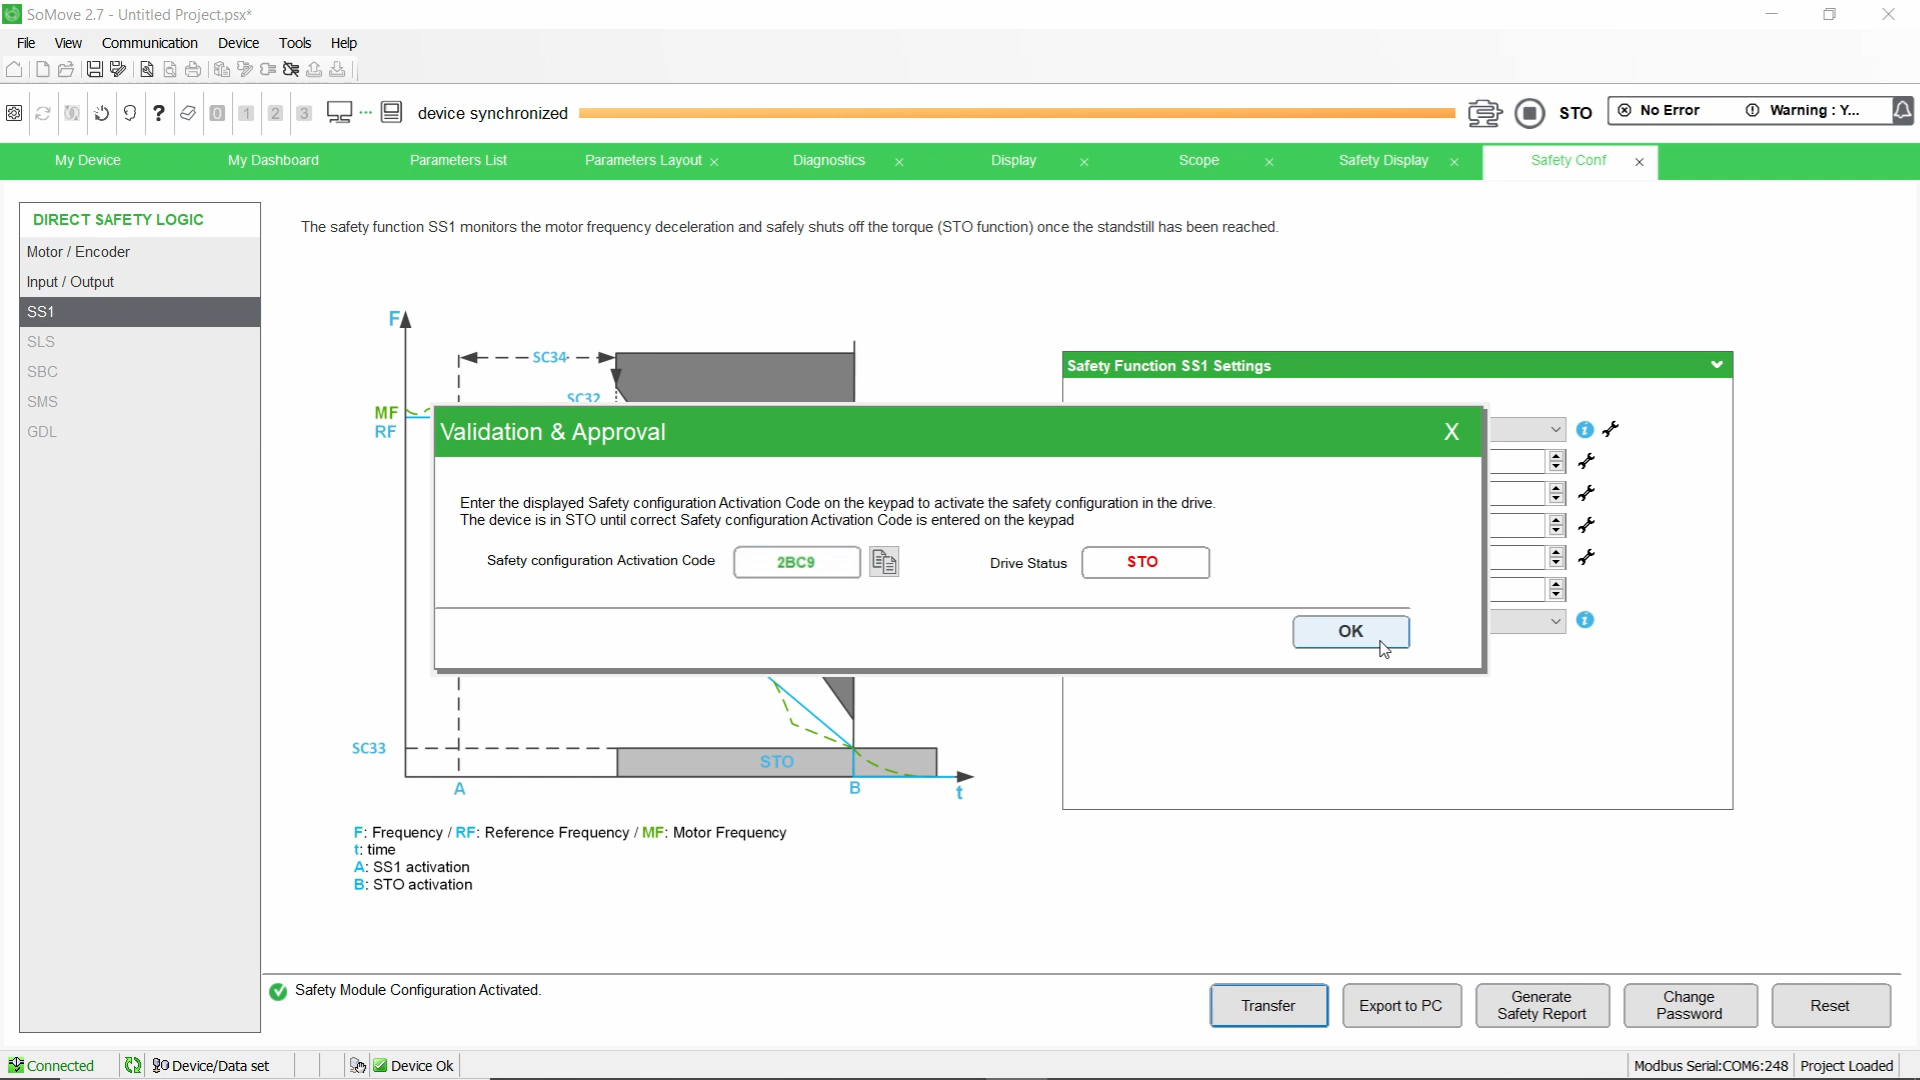 SoMove 2.7 - Untitled Project.psx*
File View Communication Device Tools Help
0 1 2 3 device synchronized STO No Error Warning : Y...
My Device My Dashboard Parameters List Parameters Layout Diagnostics Display Scope Safety Display Safety Conf
DIRECT SAFETY LOGIC
Motor / Encoder
Input / Output
SS1
SLS
SBC
SMS
GDL
The safety function SS1 monitors the motor frequency deceleration and safely shuts off the torque (STO function) once the standstill has been reached.
F
SC34
SC32
MF
RF
Safety Function SS1 Settings
Validation & Approval X
Enter the displayed Safety configuration Activation Code on the keypad to activate the safety configuration in the drive.
The device is in STO until correct Safety configuration Activation Code is entered on the keypad
Safety configuration Activation Code 2BC9 Drive Status STO
OK
SC33
STO
A B t
F: Frequency / RF: Reference Frequency / MF: Motor Frequency
t: time
A: SS1 activation
B: STO activation
Safety Module Configuration Activated.
Transfer
Export to PC
Generate
Safety Report
Change
Password
Reset
Connected Device/Data set Device Ok Modbus Serial:COM6:248 Project Loaded